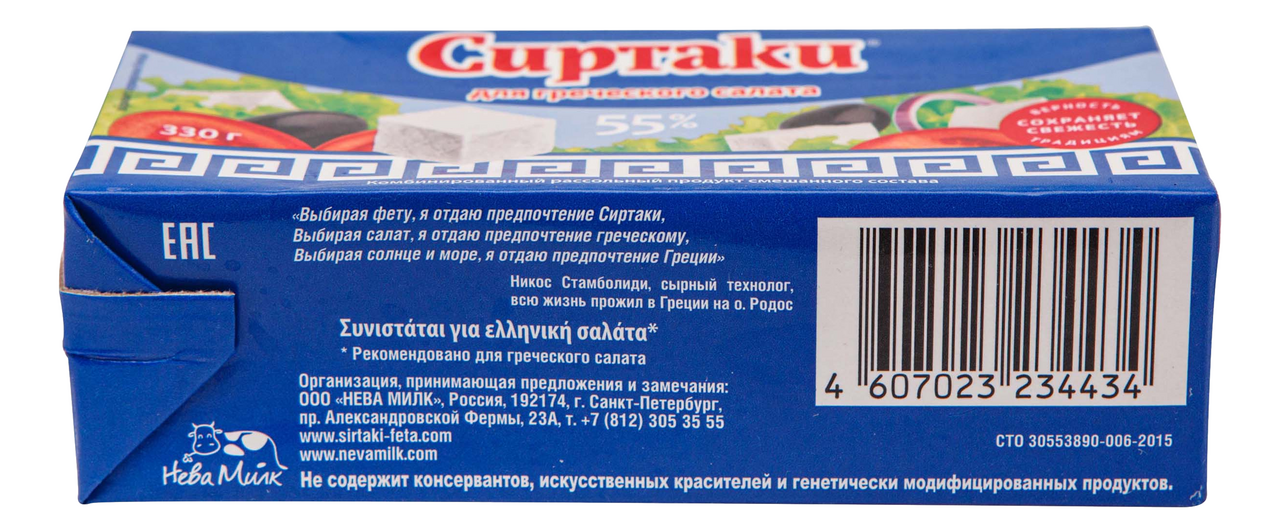 Сиртаки®
для греческого салата
330 г
55%
ВЕРНОСТЬ
СОХРАНЯЕТ
СВЕЖЕСТЬ
ТРАДИЦИЯМ
Комбинированный рассольный продукт смешанного состава
EAC
«Выбирая фету, я отдаю предпочтение Сиртаки,
Выбирая салат, я отдаю предпочтение греческому,
Выбирая солнце и море, я отдаю предпочтение Греции»
Никос Стамболиди, сырный технолог,
всю жизнь прожил в Греции на о. Родос
Συνιστάται για ελληνική σαλάτα*
* Рекомендовано для греческого салата
Организация, принимающая предложения и замечания:
ООО «НЕВА МИЛК», Россия, 192174, г. Санкт-Петербург,
пр. Александровской Фермы, 23А, т. +7 (812) 305 35 55
www.sirtaki-feta.com
www.nevamilk.com
Нева Милк
Не содержит консервантов, искусственных красителей и генетически модифицированных продуктов.
4 607023 234434
СТО 30553890-006-2015